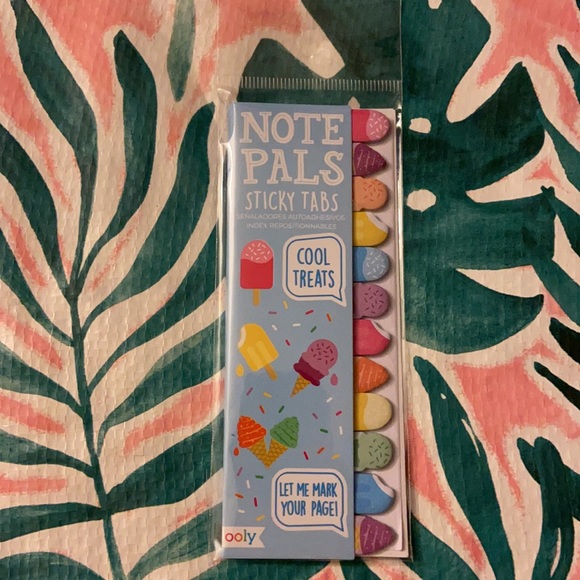 NOTE
PALS
STICKY TABS
SEÑALADORES AUTOADHESIVOS
INDEX REPOSITIONNABLES
COOL
TREATS
LET ME MARK
YOUR PAGE!
ooly